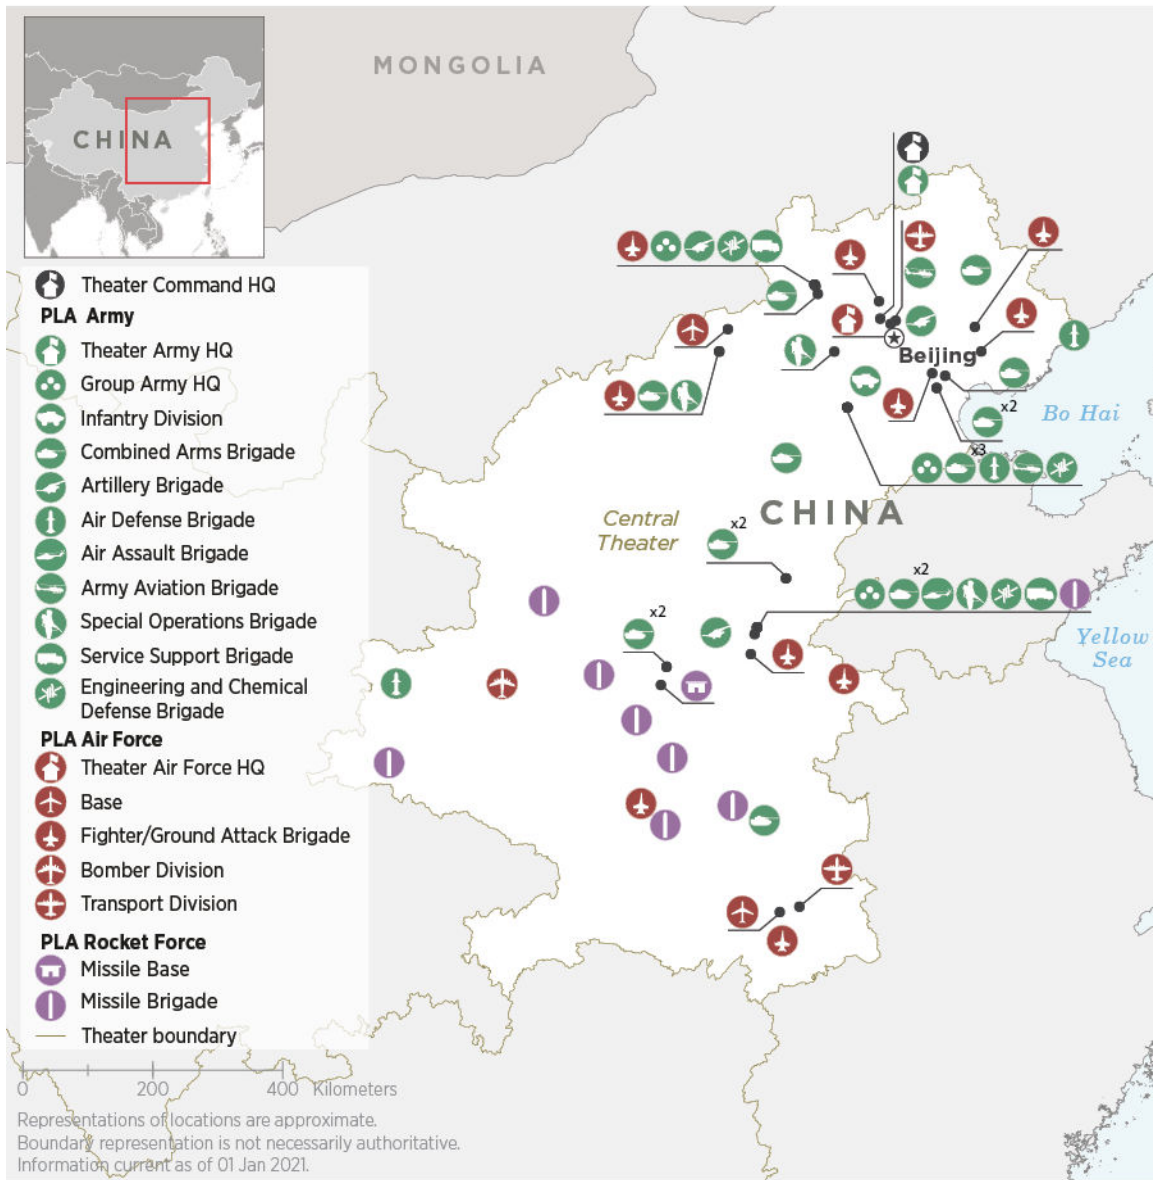 MONGOLIA
CHINA
Theater Command HQ
PLA Army
Theater Army HQ
Group Army HQ
Infantry Division
Combined Arms Brigade
Artillery Brigade
Air Defense Brigade
Air Assault Brigade
Army Aviation Brigade
Special Operations Brigade
Service Support Brigade
Engineering and Chemical
Defense Brigade
PLA Air Force
Theater Air Force HQ
Base
Fighter/Ground Attack Brigade
Bomber Division
Transport Division
PLA Rocket Force
Missile Base
Missile Brigade
Theater boundary
0 200 400 Kilometers
Representations of locations are approximate.
Boundary representation is not necessarily authoritative.
Information current as of 01 Jan 2021.
Beijing
x2
Bo Hai
x3
CHINA
Central
Theater
x2
x2
x2
Yellow
Sea